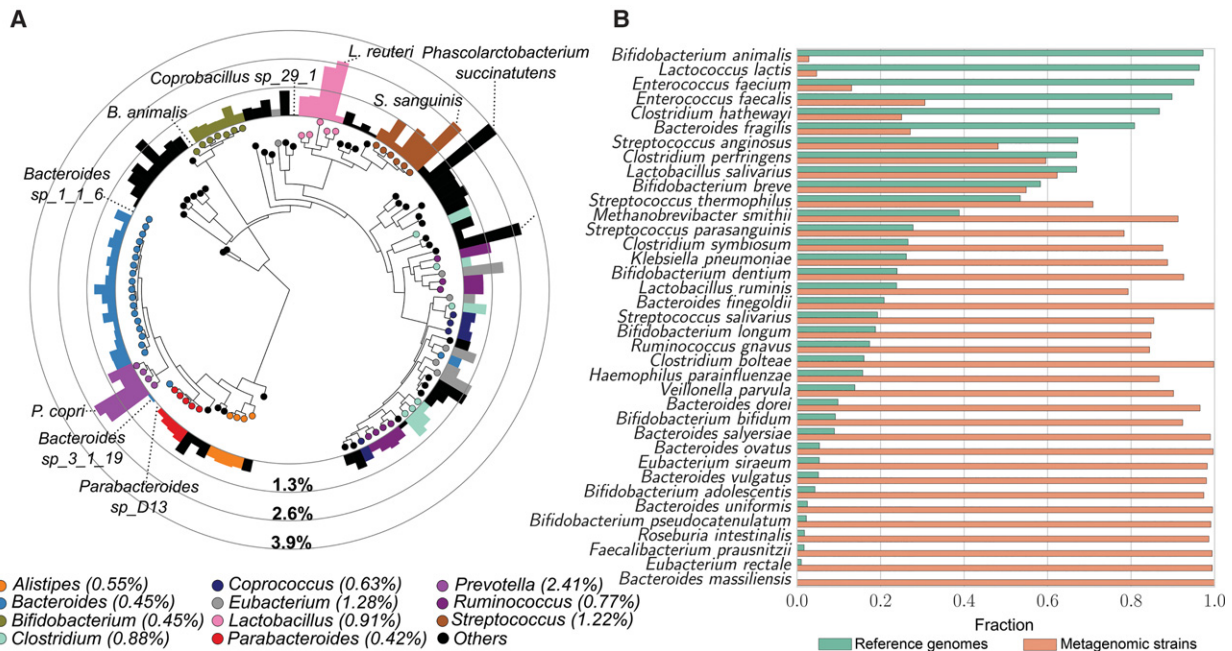 A
L. reuteri
Phascolarctobacterium
succinatutens
Coprobacillus sp_29_1
S. sanguinis
B. animalis
Bacteroides
sp_1_1_6
P. copri
Bacteroides
sp_3_1_19
Parabacteroides
sp_D13
1.3%
2.6%
3.9%
Alistipes (0.55%)
Bacteroides (0.45%)
Bifidobacterium (0.45%)
Clostridium (0.88%)
Coprococcus (0.63%)
Eubacterium (1.28%)
Lactobacillus (0.91%)
Parabacteroides (0.42%)
Prevotella (2.41%)
Ruminococcus (0.77%)
Streptococcus (1.22%)
Others
B
Bifidobacterium animalis
Lactococcus lactis
Enterococcus faecium
Enterococcus faecalis
Clostridium hathewayi
Bacteroides fragilis
Streptococcus anginosus
Clostridium perfringens
Lactobacillus salivarius
Bifidobacterium breve
Streptococcus thermophilus
Methanobrevibacter smithii
Streptococcus parasanguinis
Clostridium symbiosum
Klebsiella pneumoniae
Bifidobacterium dentium
Lactobacillus ruminis
Bacteroides finegoldii
Streptococcus salivarius
Bifidobacterium longum
Ruminococcus gnavus
Clostridium bolteae
Haemophilus parainfluenzae
Veillonella parvula
Bacteroides dorei
Bifidobacterium bifidum
Bacteroides salyersiae
Bacteroides ovatus
Eubacterium siraeum
Bacteroides vulgatus
Bifidobacterium adolescentis
Bacteroides uniformis
Bifidobacterium pseudocatenulatum
Roseburia intestinalis
Faecalibacterium prausnitzii
Eubacterium rectale
Bacteroides massiliensis
0.0 0.2 0.4 0.6 0.8 1.0
Fraction
Reference genomes Metagenomic strains